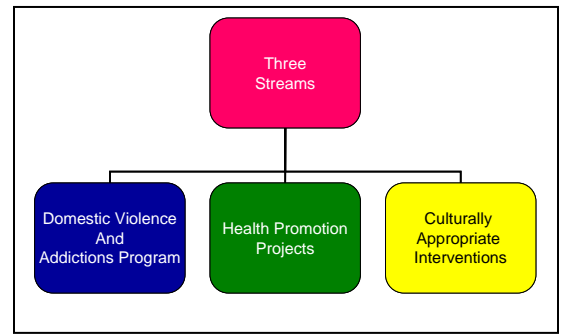 Three
Streams
Domestic Violence
And
Addictions Program
Health Promotion
Projects
Culturally
Appropriate
Interventions